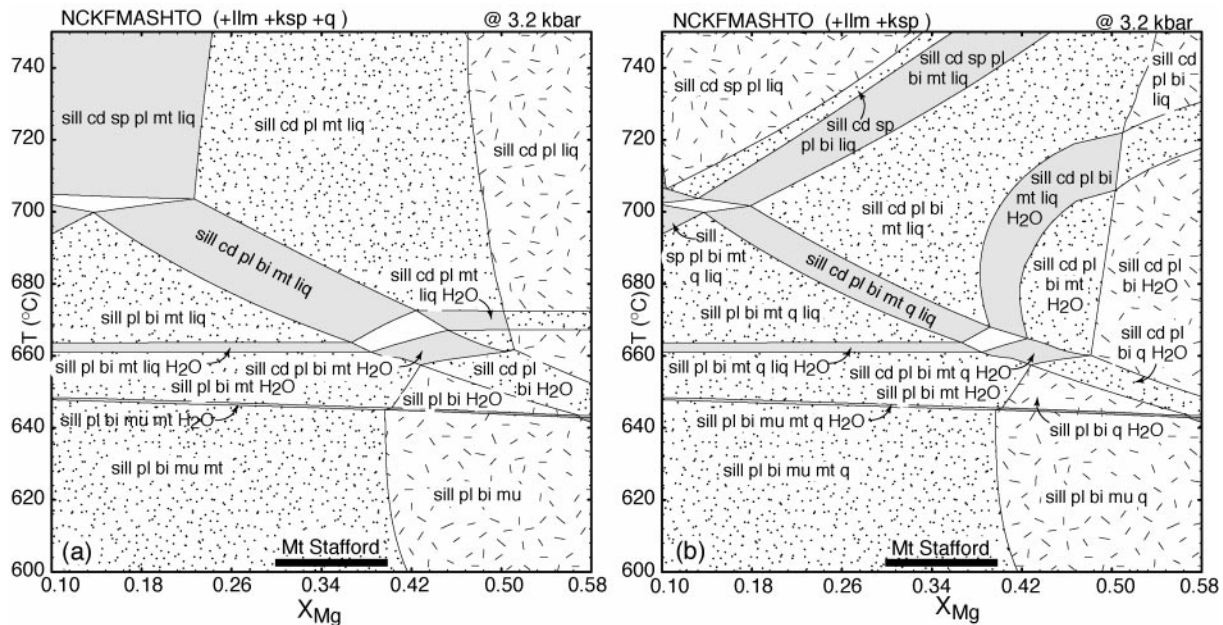 NCKFMASHTO (+Ilm +ksp +q) @ 3.2 kbar
740
720
700
680
660
640
620
600
T (°C)
sill cd sp pl mt liq
sill cd pl mt liq
sill cd pl liq
sill cd pl bi mt liq
sill cd pl mt
liq H2O
sill pl bi mt liq
sill pl bi mt liq H2O
sill cd pl bi mt H2O
sill cd pl
bi H2O
sill pl bi mt H2O
sill pl bi H2O
sill pl bi mu mt H2O
sill pl bi mu mt
sill pl bi mu
(a)
Mt Stafford
0.10 0.18 0.26 0.34 0.42 0.50 0.58
XMg
NCKFMASHTO (+Ilm +ksp) @ 3.2 kbar
740
720
700
680
660
640
620
600
T (°C)
sill cd sp pl liq
sill cd sp pl
bi mt liq
sill cd
pl bi
liq
sill cd sp
pl bi liq
sill cd pl bi
mt liq
H2O
sill cd pl bi
mt liq
sill
sp pl bi mt
q liq
sill cd pl bi mt q liq
sill cd pl
bi mt
H2O
sill cd pl
bi H2O
sill pl bi mt q liq
sill cd pl
bi q H2O
sill pl bi mt q liq H2O
sill cd pl bi mt q H2O
sill pl bi mt q H2O
sill pl bi mu mt q H2O
sill pl bi q H2O
sill pl bi mu mt q
sill pl bi mu q
(b)
Mt Stafford
0.10 0.18 0.26 0.34 0.42 0.50 0.58
XMg